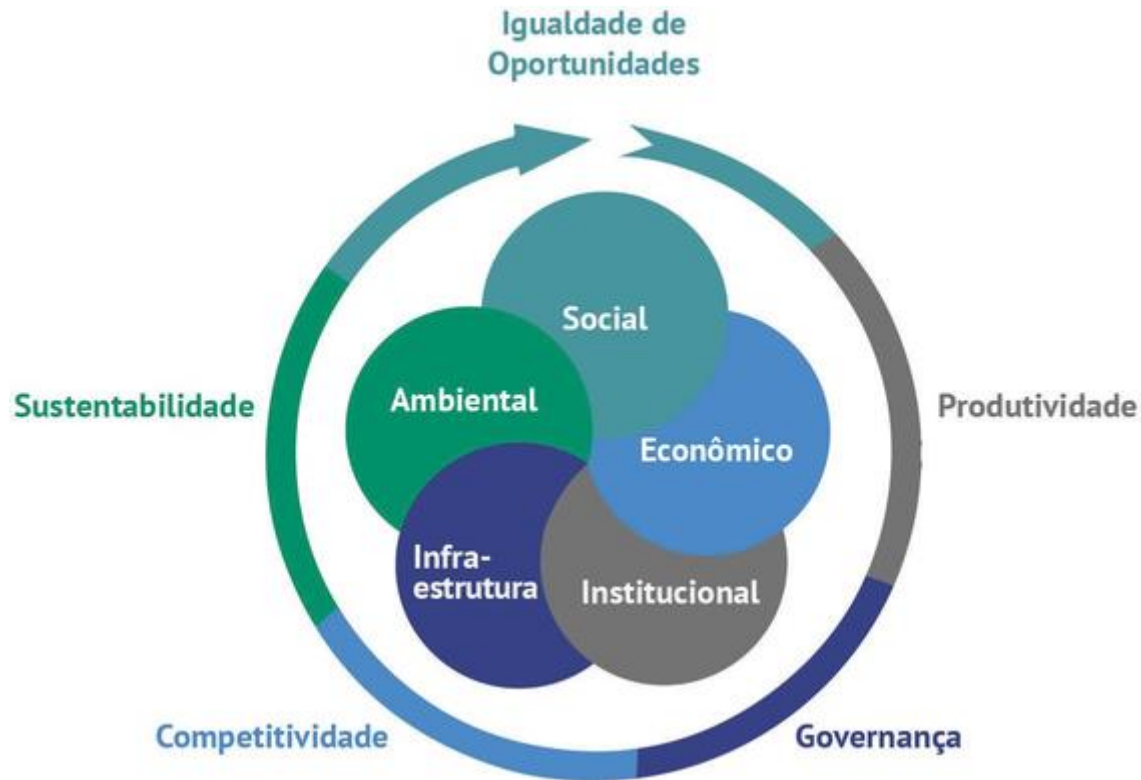 Igualdade de
Oportunidades
Social
Ambiental
Sustentabilidade
Produtividade
Econômico
Infra-
estrutura
Institucional
Competitividade
Governança